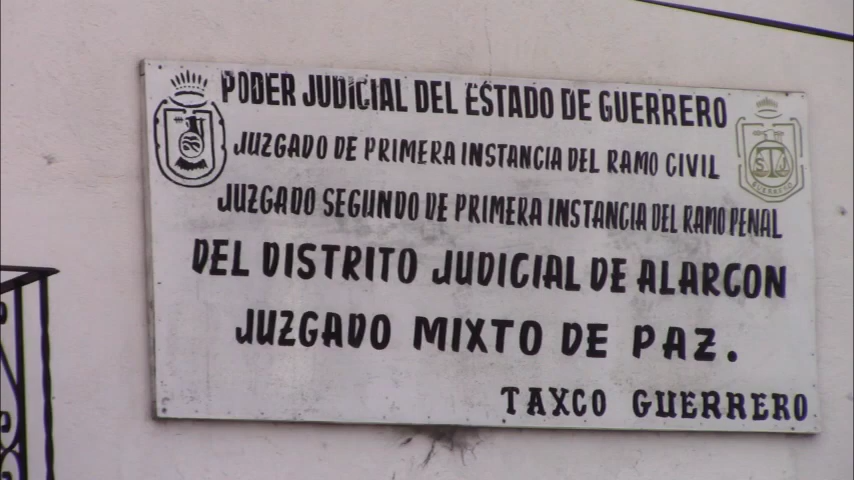 PODER JUDICIAL DEL ESTADO DE GUERRERO
JUZGADO DE PRIMERA INSTANCIA DEL RAMO CIVIL
JUZGADO SEGUNDO DE PRIMERA INSTANCIA DEL RAMO PENAL
DEL DISTRITO JUDICIAL DE ALARCON
JUZGADO MIXTO DE PAZ.
TAXCO GUERRERO
S J
GUERRERO